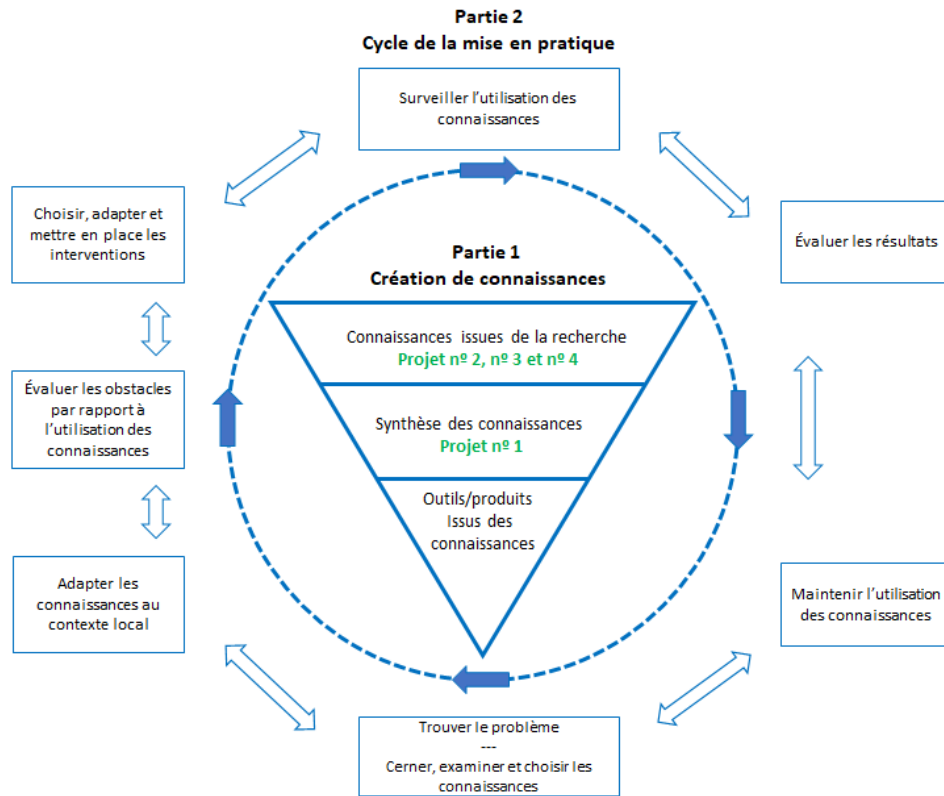 Partie 2
Cycle de la mise en pratique
Surveiller l'utilisation des
connaissances
Choisir, adapter et
mettre en place les
interventions
Évaluer les résultats
Partie 1
Création de connaissances
Connaissances issues de la recherche
Projet nº 2, nº 3 et nº 4
Évaluer les obstacles
par rapport à
l'utilisation des
connaissances
Synthèse des connaissances
Projet nº 1
Outils/produits
Issus des
connaissances
Adapter les
connaissances au
contexte local
Maintenir l'utilisation
des connaissances
Trouver le problème
---
Cerner, examiner et choisir les
connaissances